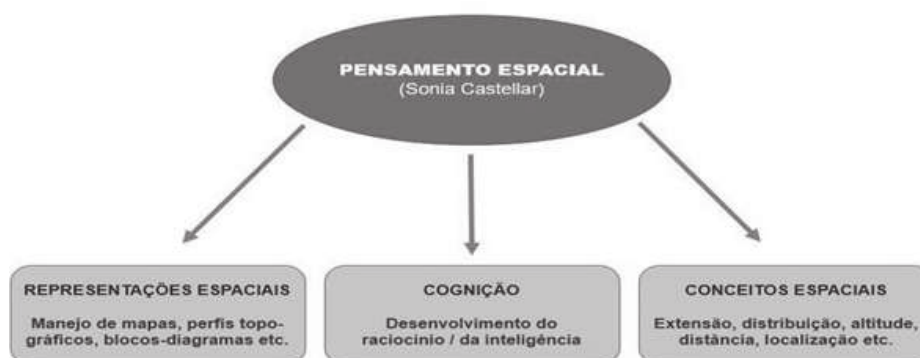 PENSAMENTO ESPACIAL
(Sonia Castellar)
REPRESENTAÇÕES ESPACIAIS
Manejo de mapas, perfis topo-
gráficos, blocos-diagramas etc.
COGNIÇÃO
Desenvolvimento do
raciocínio / da inteligência
CONCEITOS ESPACIAIS
Extensão, distribuição, altitude,
distância, localização etc.